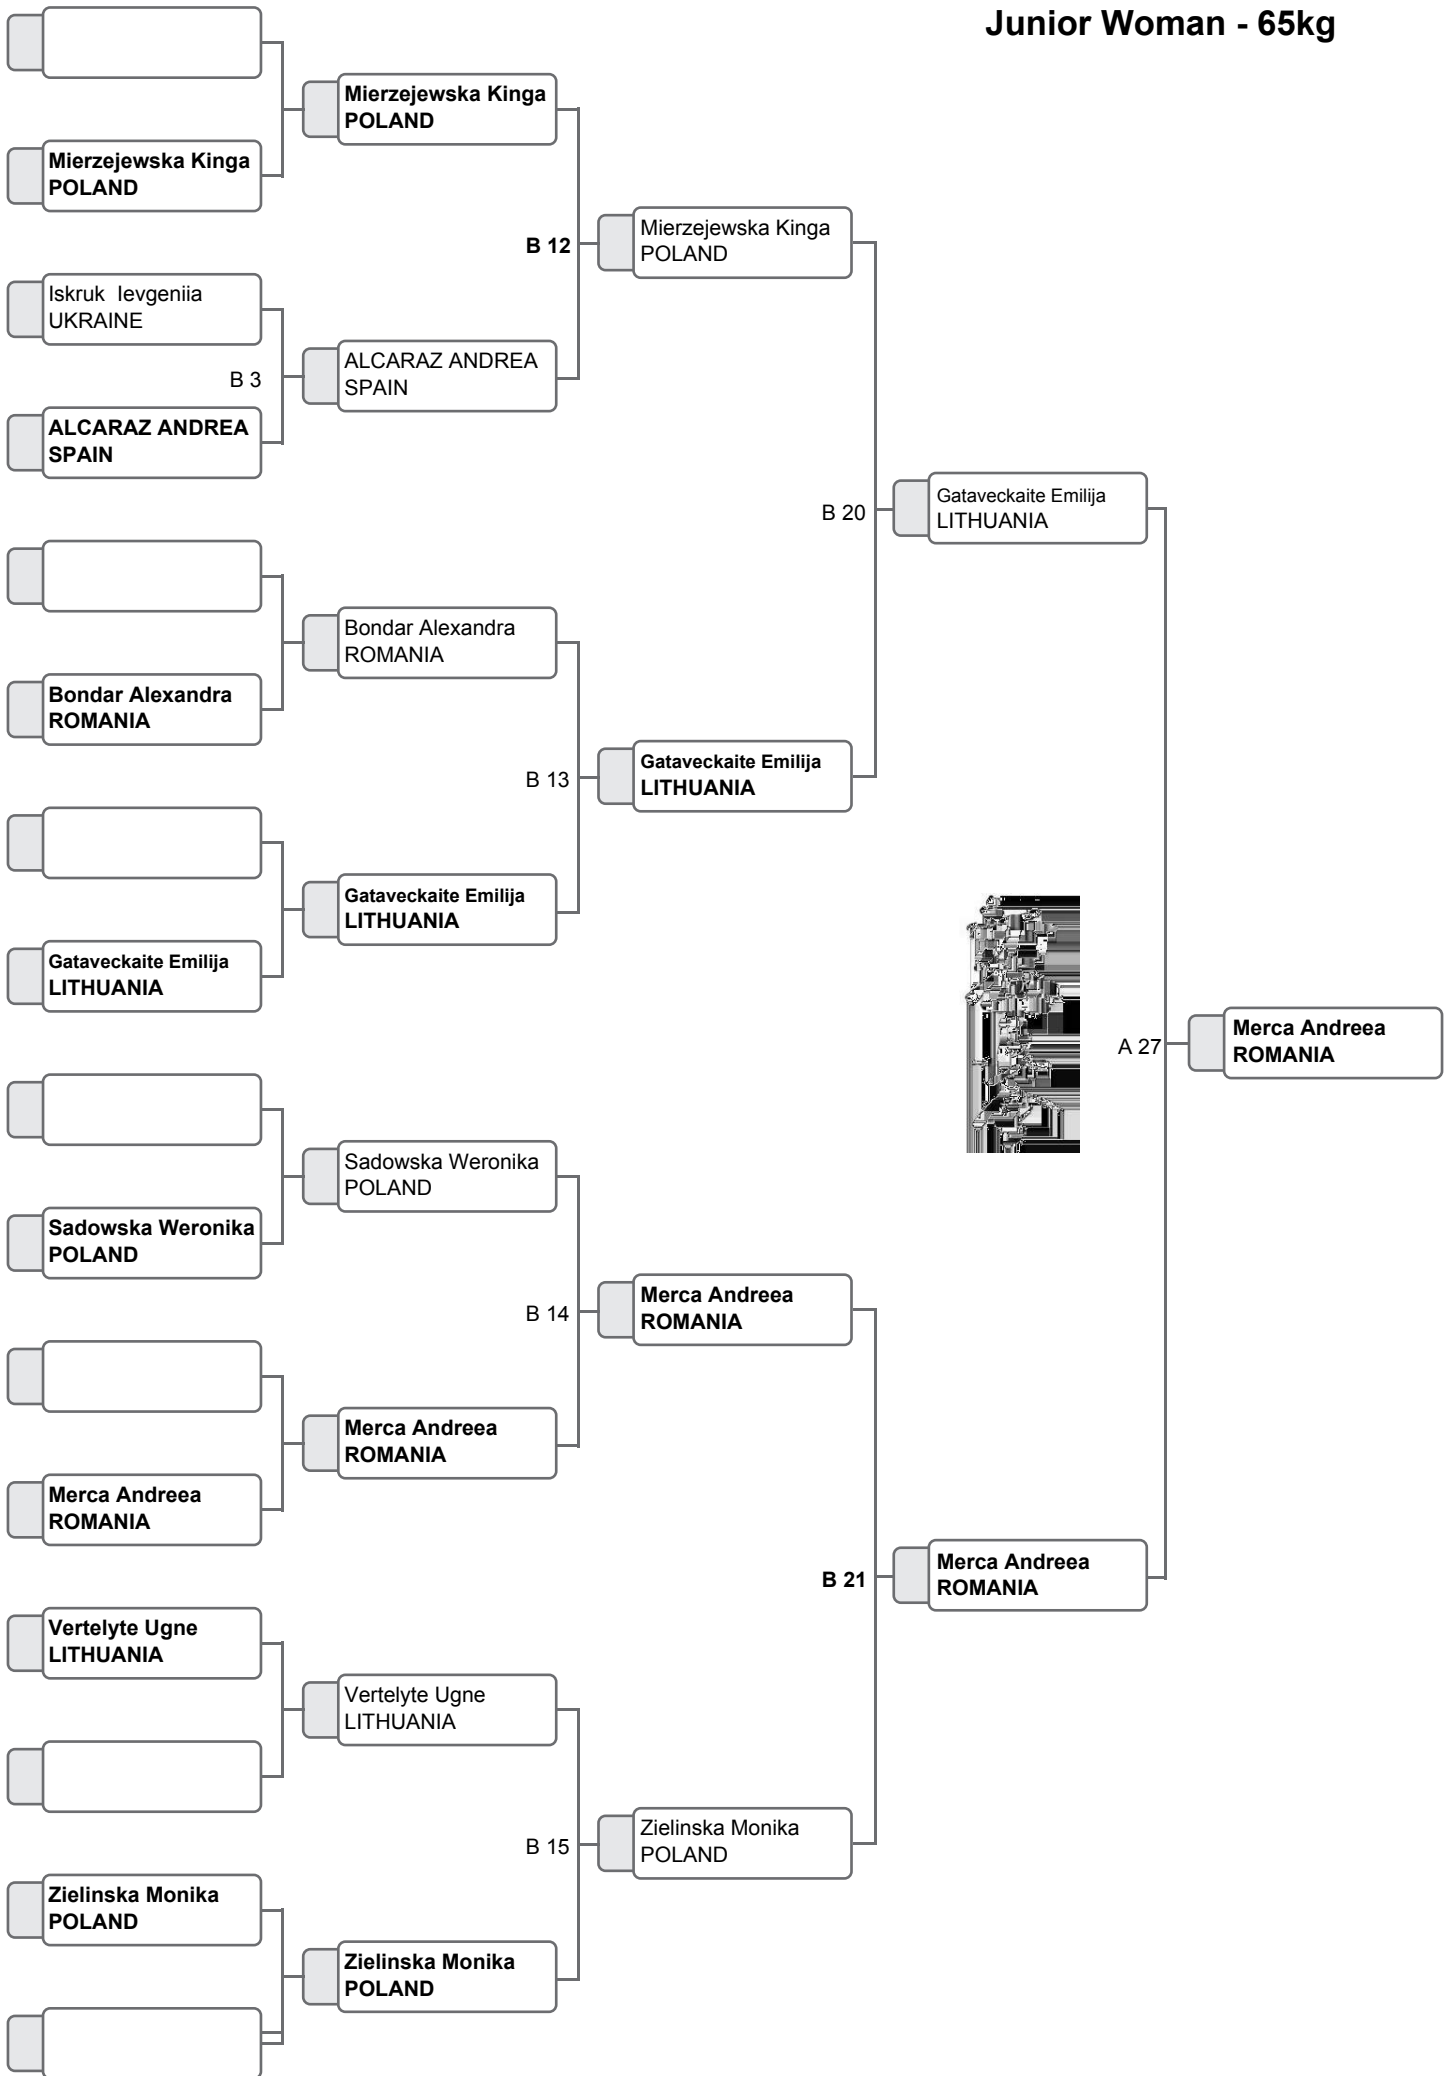 Junior Woman - 65kg
Mierzejewska Kinga
POLAND
Iskruk Ievgeniia
UKRAINE
B 3
ALCARAZ ANDREA
SPAIN
Bondar Alexandra
ROMANIA
Gataveckaite Emilija
LITHUANIA
Sadowska Weronika
POLAND
Merca Andreea
ROMANIA
Vertelyte Ugne
LITHUANIA
Zielinska Monika
POLAND
Mierzejewska Kinga
POLAND
B 12
ALCARAZ ANDREA
SPAIN
Bondar Alexandra
ROMANIA
B 13
Gataveckaite Emilija
LITHUANIA
Sadowska Weronika
POLAND
B 14
Merca Andreea
ROMANIA
Vertelyte Ugne
LITHUANIA
B 15
Zielinska Monika
POLAND
Mierzejewska Kinga
POLAND
B 20
Gataveckaite Emilija
LITHUANIA
Merca Andreea
ROMANIA
B 21
Zielinska Monika
POLAND
Gataveckaite Emilija
LITHUANIA
A 27
Merca Andreea
ROMANIA
Merca Andreea
ROMANIA